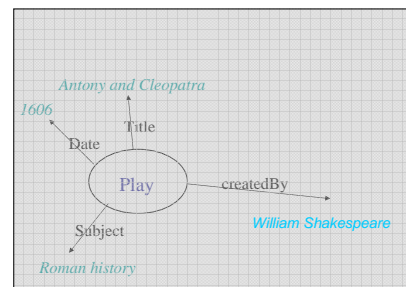 Antony and Cleopatra
1606
Title
Date
Play
createdBy
William Shakespeare
Subject
Roman history